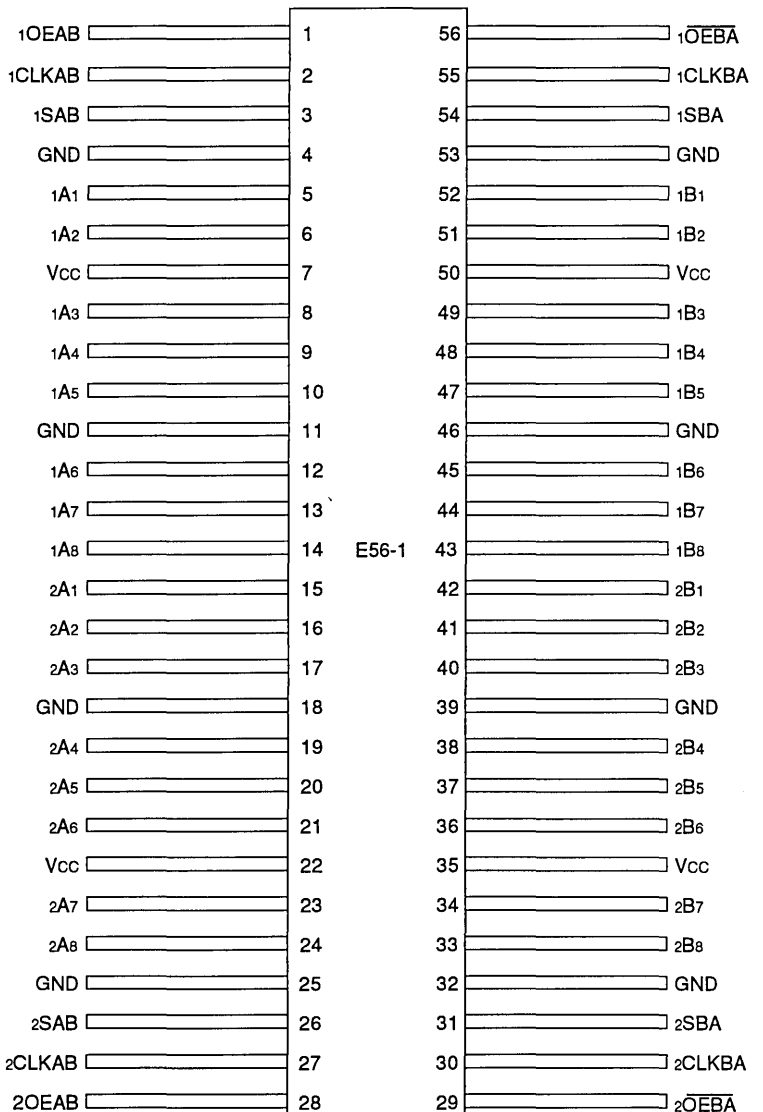 1OEAB 1 56 1O̅E̅B̅A̅
1CLKAB 2 55 1CLKBA
1SAB 3 54 1SBA
GND 4 53 GND
1A1 5 52 1B1
1A2 6 51 1B2
Vcc 7 50 Vcc
1A3 8 49 1B3
1A4 9 48 1B4
1A5 10 47 1B5
GND 11 46 GND
1A6 12 45 1B6
1A7 13 44 1B7
1A8 14 E56-1 43 1B8
2A1 15 42 2B1
2A2 16 41 2B2
2A3 17 40 2B3
GND 18 39 GND
2A4 19 38 2B4
2A5 20 37 2B5
2A6 21 36 2B6
Vcc 22 35 Vcc
2A7 23 34 2B7
2A8 24 33 2B8
GND 25 32 GND
2SAB 26 31 2SBA
2CLKAB 27 30 2CLKBA
2OEAB 28 29 2O̅E̅B̅A̅